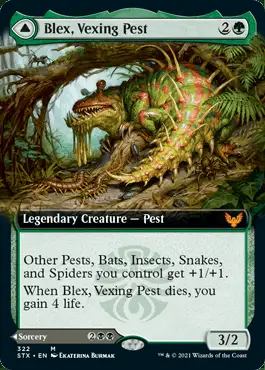 Blex, Vexing Pest 2
Legendary Creature — Pest
Other Pests, Bats, Insects, Snakes,
and Spiders you control get +1/+1.
When Blex, Vexing Pest dies, you
gain 4 life.
Sorcery 2
3/2
322 M
STX • EN EKATERINA BURMAK
™ & © 2021 Wizards of the Coast